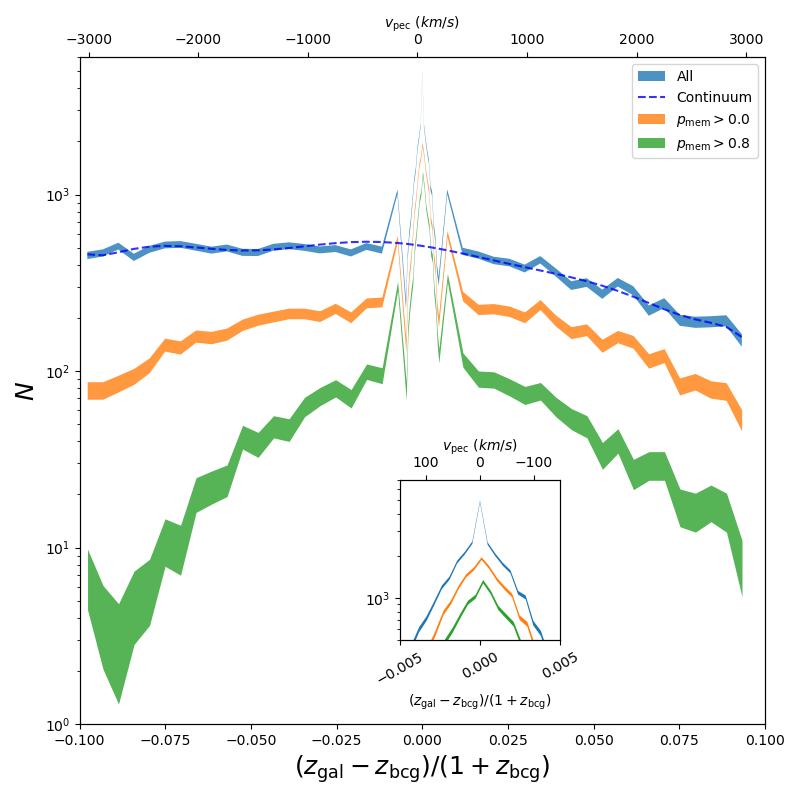 v_pec (km/s)
−3000 −2000 −1000 0 1000 2000 3000
All
Continuum
p_mem > 0.0
p_mem > 0.8
10^3
10^2
10^1
10^0
N
v_pec (km/s)
100 0 −100
10^3
−0.005 0.000 0.005
(z_gal − z_bcg)/(1 + z_bcg)
−0.100 −0.075 −0.050 −0.025 0.000 0.025 0.050 0.075 0.100
(z_gal − z_bcg)/(1 + z_bcg)